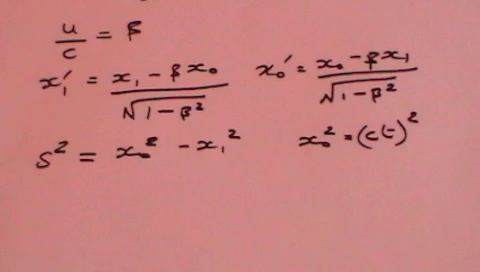 u/c = β
x₁' = (x₁ - βx₀)/√(1 - β²) x₀' = (x₀ - βx₁)/√(1 - β²)
S² = x₀² - x₁² x₀² = (ct)²